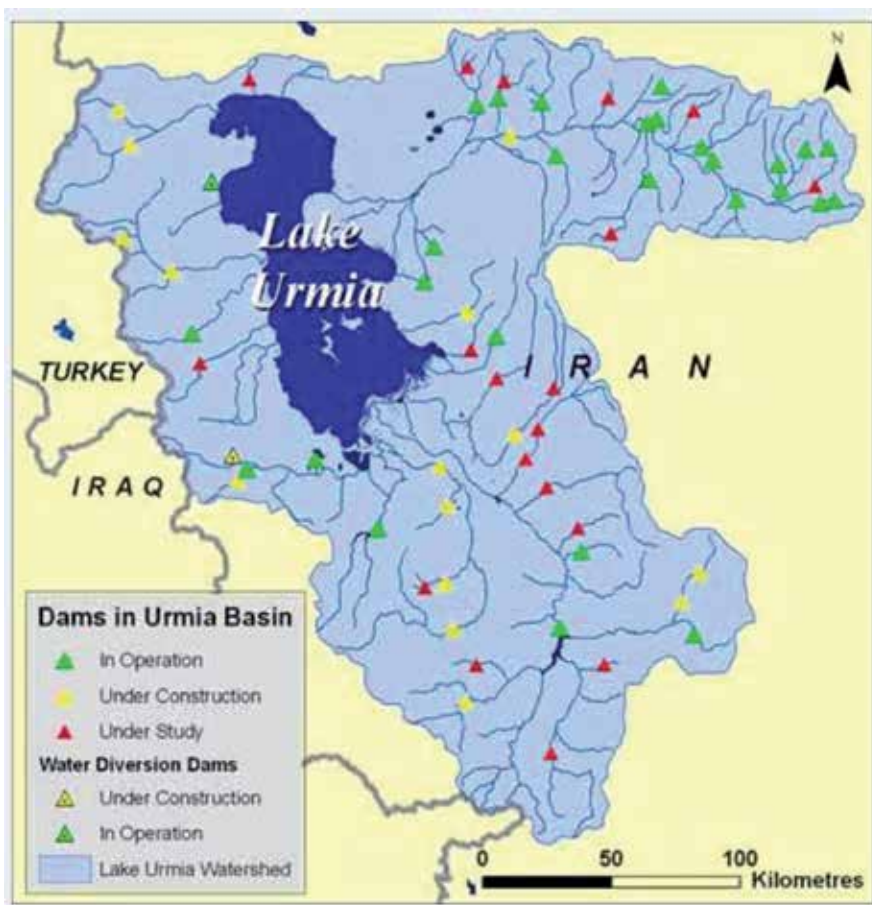 N
Lake
Urmia
TURKEY
I R A N
IRAQ
Dams in Urmia Basin
In Operation
Under Construction
Under Study
Water Diversion Dams
Under Construction
In Operation
Lake Urmia Watershed
0 50 100
Kilometres